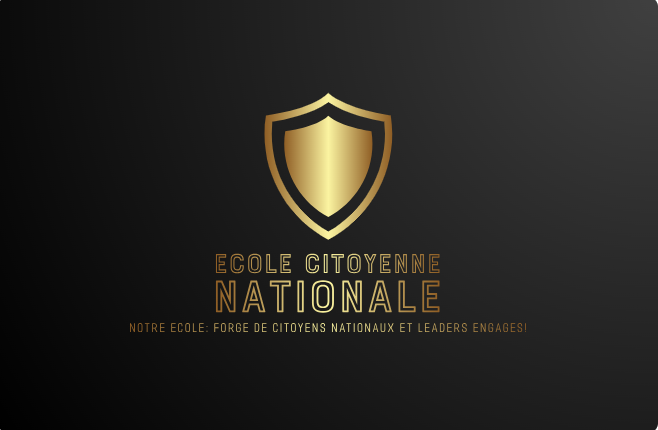 ECOLE CITOYENNE
NATIONALE
NOTRE ECOLE: FORGE DE CITOYENS NATIONAUX ET LEADERS ENGAGES!